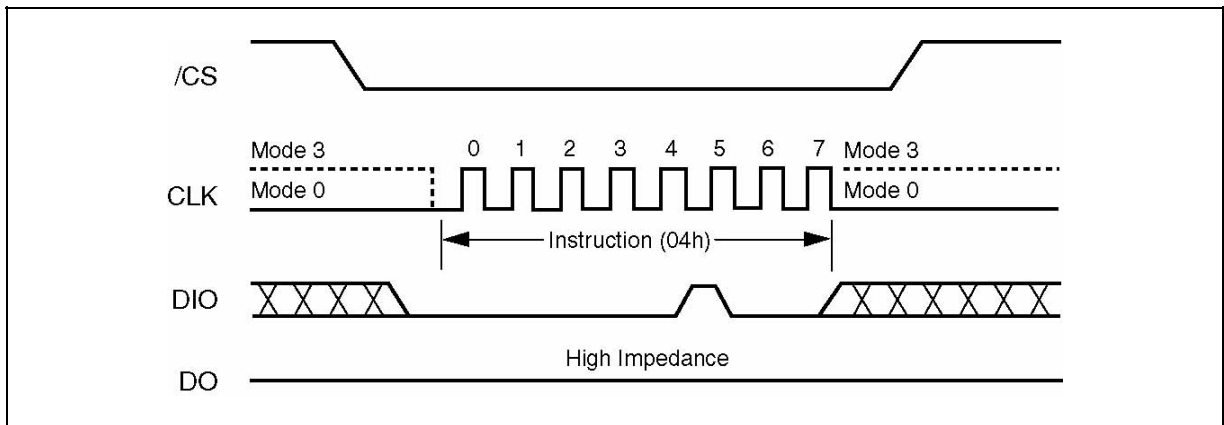 /CS
Mode 3 0 1 2 3 4 5 6 7 Mode 3
CLK Mode 0 Mode 0
Instruction (04h)
DIO
High Impedance
DO